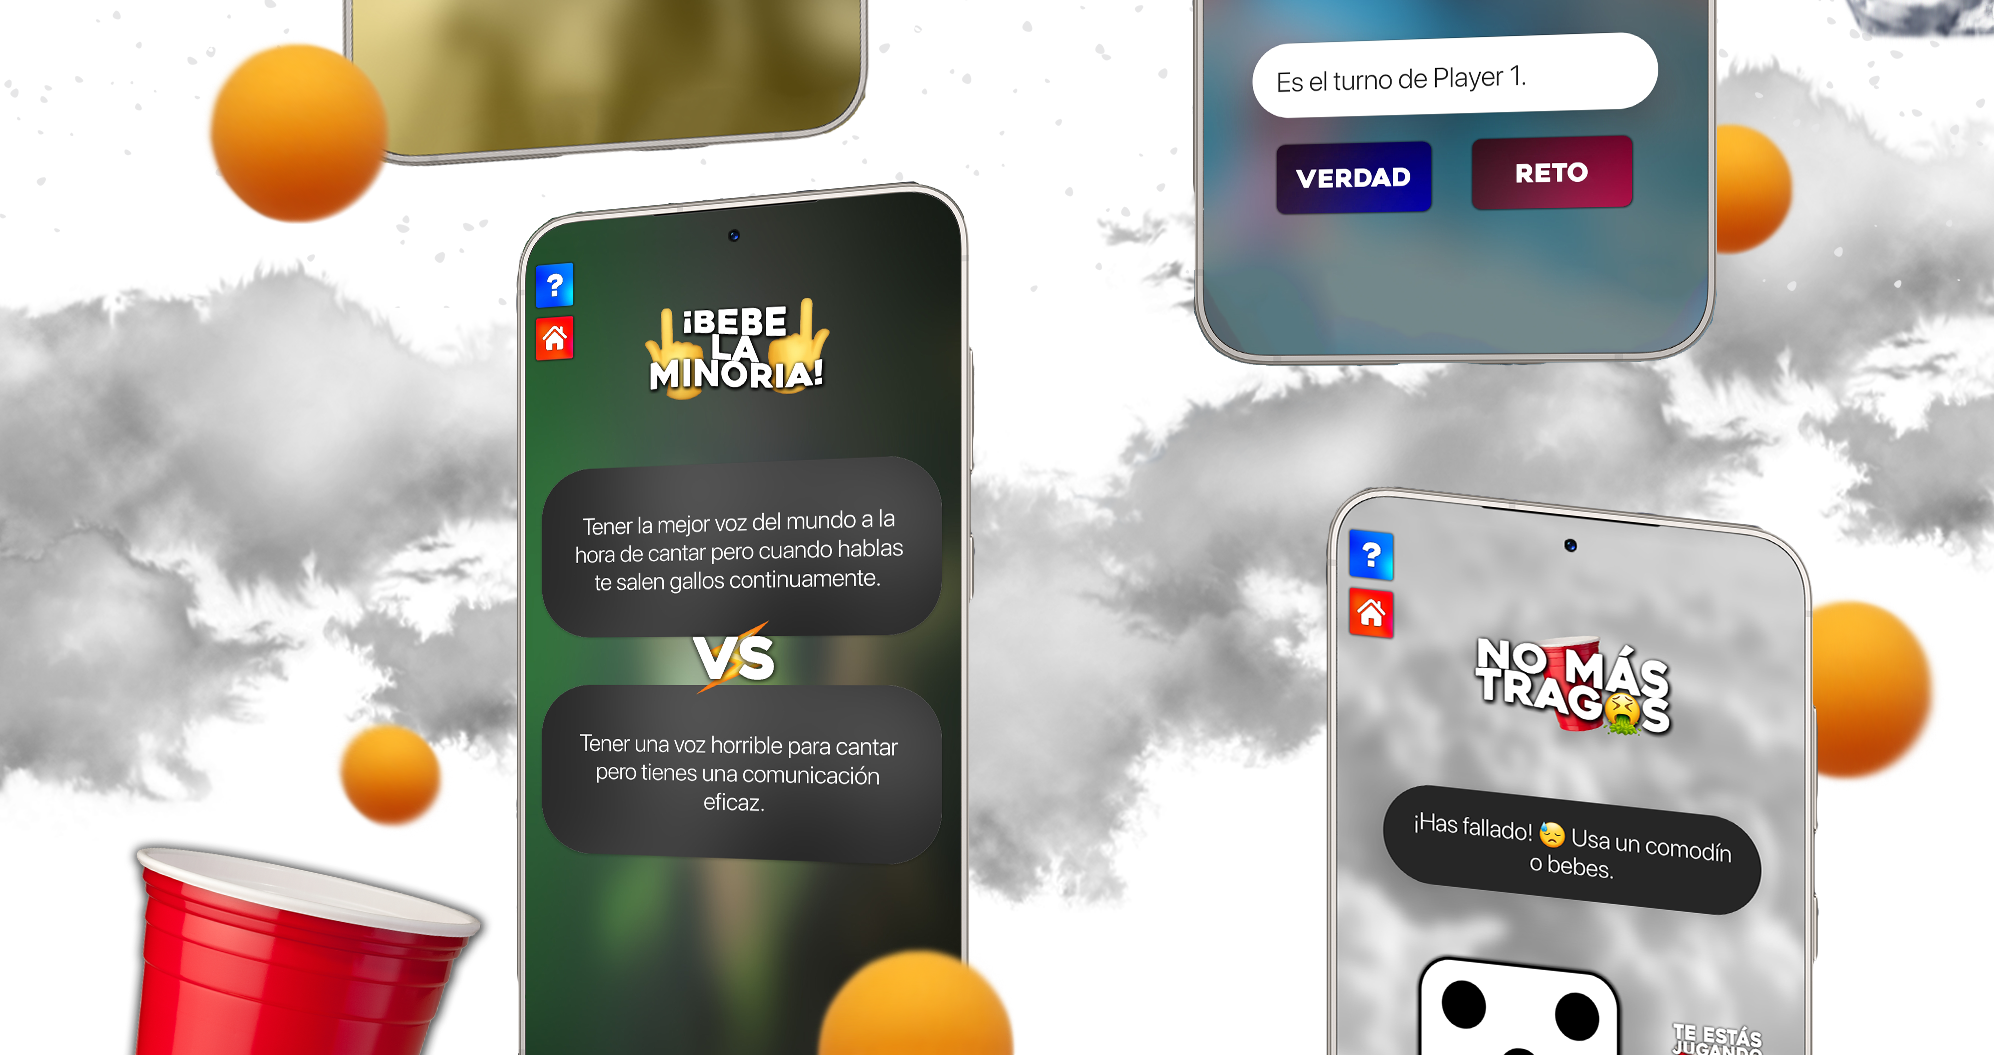 Es el turno de Player 1.
VERDAD
RETO
?
¡BEBE
LA
MINORIA!
Tener la mejor voz del mundo a la
hora de cantar pero cuando hablas
te salen gallos continuamente.
VS
Tener una voz horrible para cantar
pero tienes una comunicación
eficaz.
?
NO MÁS
TRAGOS
¡Has fallado! 😓 Usa un comodín
o bebes.
TE ESTÁS
JUGANDO